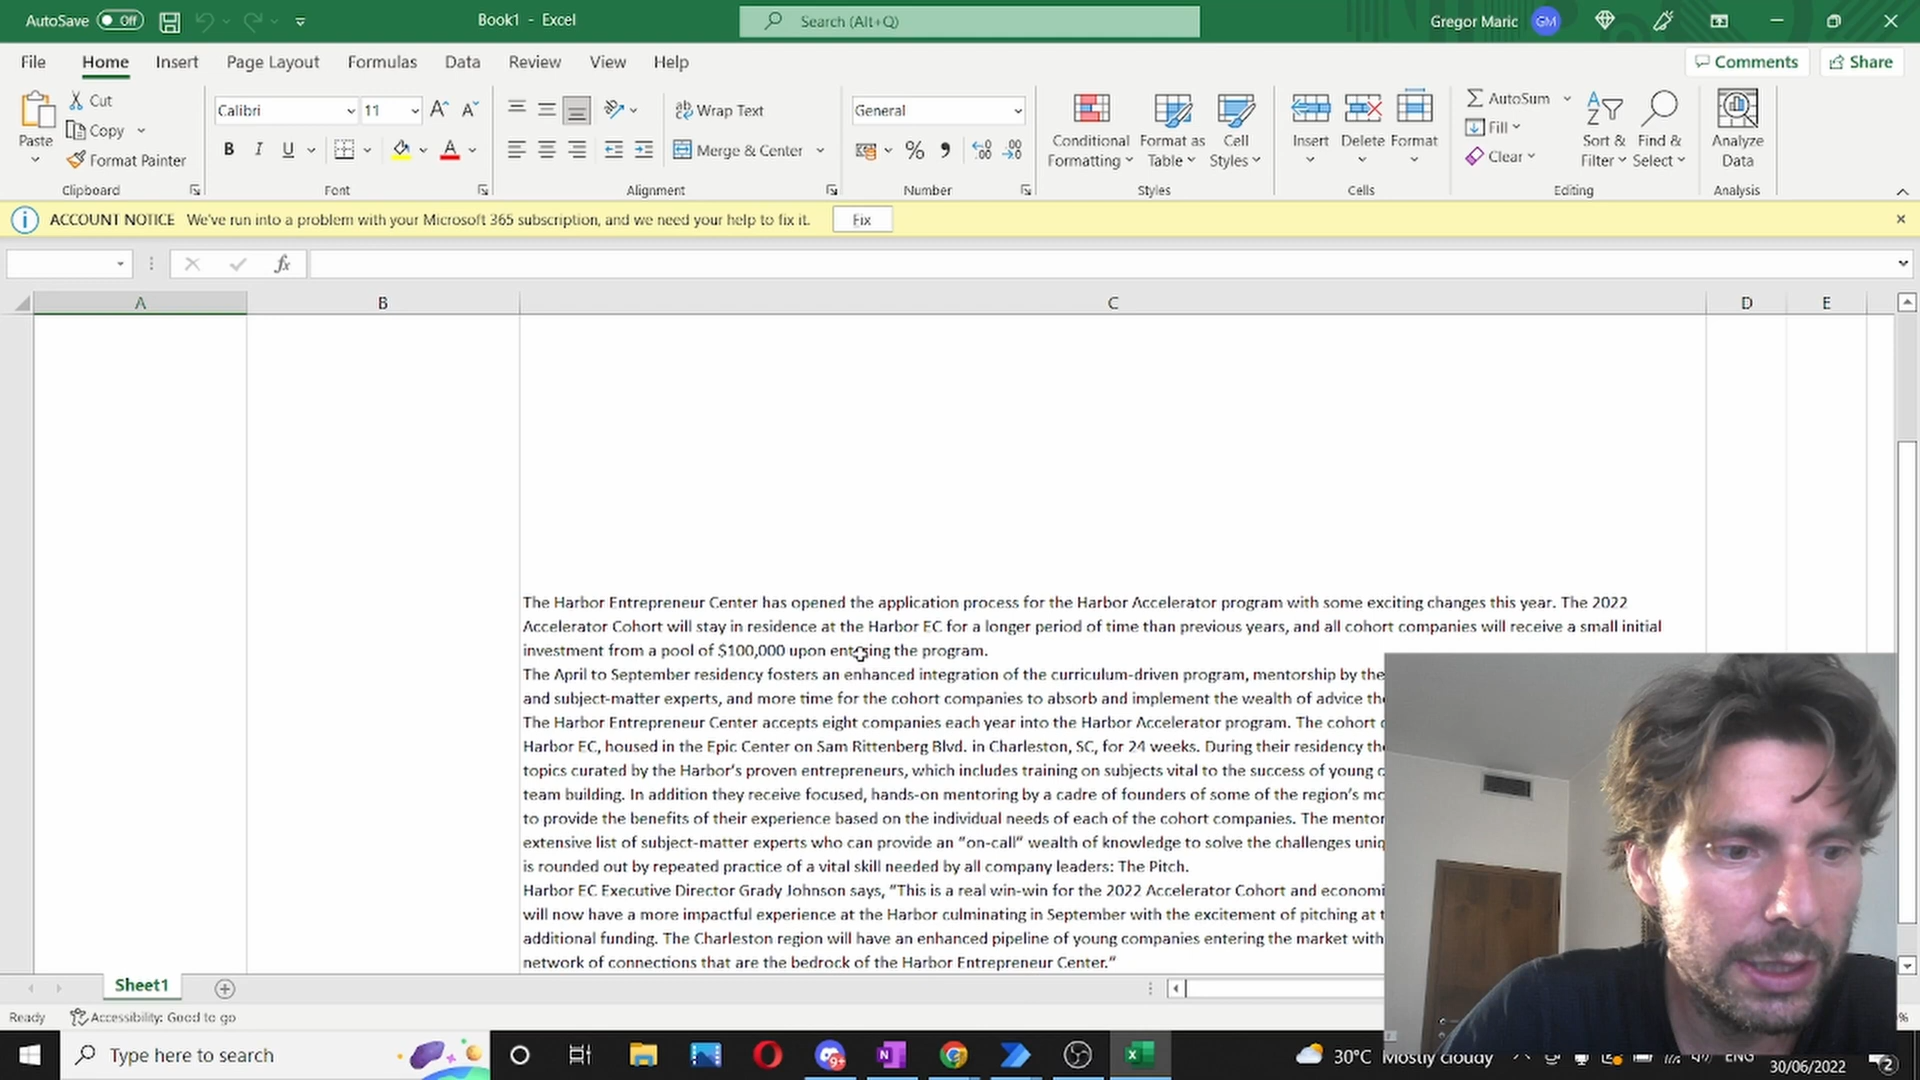 AutoSave Off
Book1 - Excel
Search (Alt+Q)
Gregor Maric GM
File Home Insert Page Layout Formulas Data Review View Help
Comments Share
Paste
Cut
Copy
Format Painter
Clipboard
Calibri 11
B I U
Font
Wrap Text
Merge & Center
Alignment
General
Number
Conditional Formatting
Format as Table
Cell Styles
Styles
Insert Delete Format
Cells
AutoSum
Fill
Clear
Sort & Filter
Find & Select
Editing
Analyze Data
Analysis
ACCOUNT NOTICE We've run into a problem with your Microsoft 365 subscription, and we need your help to fix it. Fix
fx
A B C D E
The Harbor Entrepreneur Center has opened the application process for the Harbor Accelerator program with some exciting changes this year. The 2022
Accelerator Cohort will stay in residence at the Harbor EC for a longer period of time than previous years, and all cohort companies will receive a small initial
investment from a pool of $100,000 upon entering the program.
The April to September residency fosters an enhanced integration of the curriculum-driven program, mentorship by the
and subject-matter experts, and more time for the cohort companies to absorb and implement the wealth of advice
The Harbor Entrepreneur Center accepts eight companies each year into the Harbor Accelerator program. The cohort
Harbor EC, housed in the Epic Center on Sam Rittenberg Blvd. in Charleston, SC, for 24 weeks. During their residency
topics curated by the Harbor's proven entrepreneurs, which includes training on subjects vital to the success of young
team building. In addition they receive focused, hands-on mentoring by a cadre of founders of some of the region's
to provide the benefits of their experience based on the individual needs of each of the cohort companies. The
extensive list of subject-matter experts who can provide an "on-call" wealth of knowledge to solve the challenges
is rounded out by repeated practice of a vital skill needed by all company leaders: The Pitch.
Harbor EC Executive Director Grady Johnson says, "This is a real win-win for the 2022 Accelerator Cohort and
will now have a more impactful experience at the Harbor culminating in September with the excitement of pitching at
additional funding. The Charleston region will have an enhanced pipeline of young companies entering the market with
network of connections that are the bedrock of the Harbor Entrepreneur Center."
Sheet1
Ready Accessibility: Good to go
Type here to search
9+
30°C Mostly cloudy
ENG
30/06/2022
2